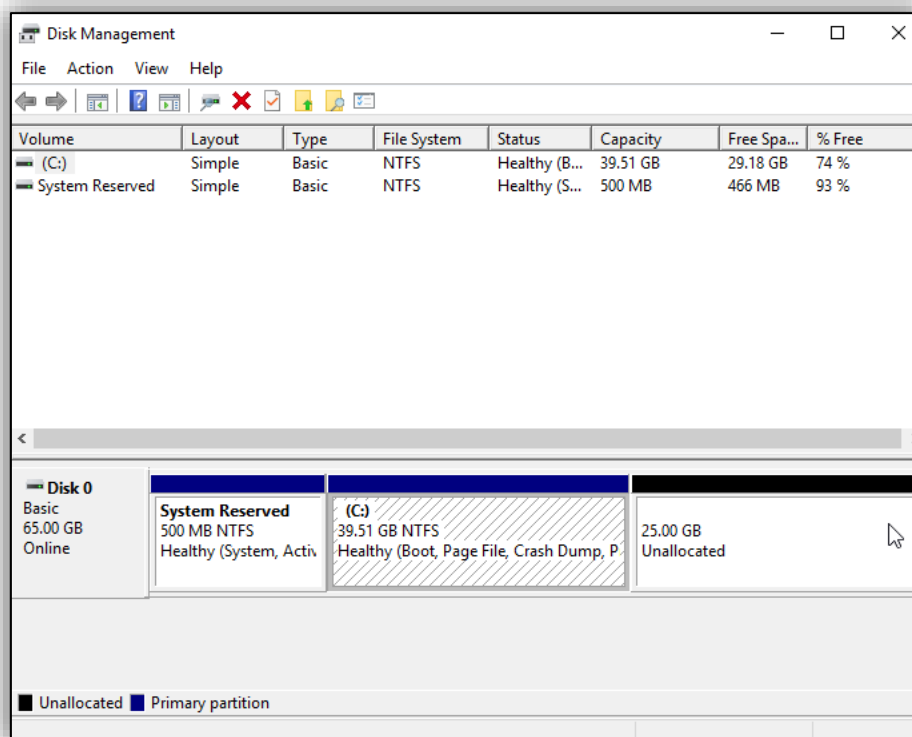 Disk Management
File Action View Help
Volume Layout Type File System Status Capacity Free Spa... % Free
(C:) Simple Basic NTFS Healthy (B... 39.51 GB 29.18 GB 74 %
System Reserved Simple Basic NTFS Healthy (S... 500 MB 466 MB 93 %
Disk 0
Basic
65.00 GB
Online
System Reserved
500 MB NTFS
Healthy (System, Activ
(C:)
39.51 GB NTFS
Healthy (Boot, Page File, Crash Dump, P
25.00 GB
Unallocated
Unallocated Primary partition